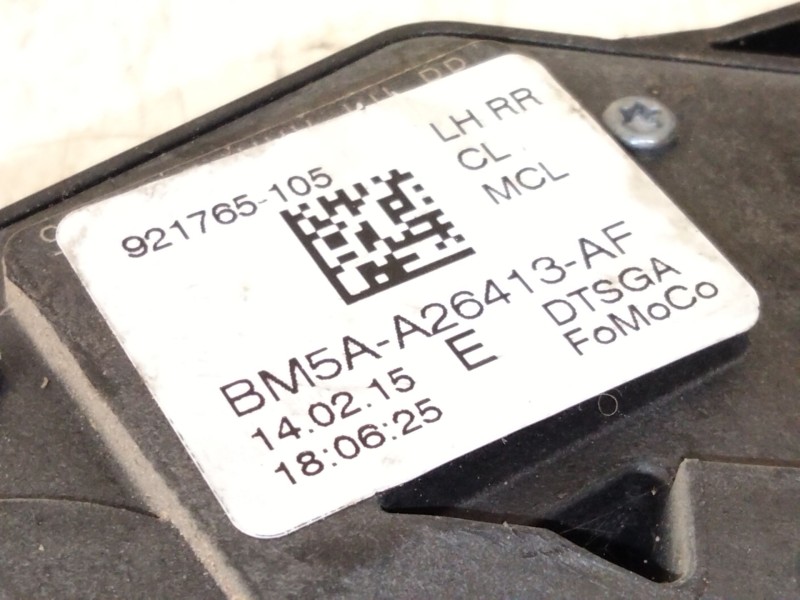 LH RR
CL
MCL
921765-105
BM5A-A26413-AF
14.02.15
E
DTSGA
18:06:25
FoMoCo